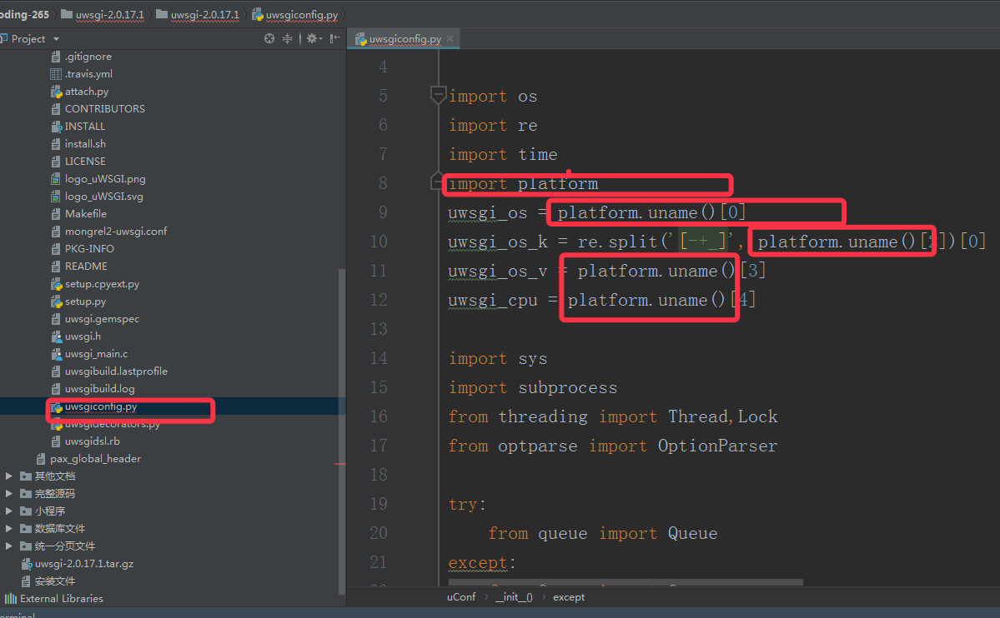 oding-265 uwsgi-2.0.17.1 uwsgi-2.0.17.1 uwsgiconfig.py
Project
.gitignore
.travis.yml
attach.py
CONTRIBUTORS
INSTALL
install.sh
LICENSE
logo_uWSGI.png
logo_uWSGI.svg
Makefile
mongrel2-uwsgi.conf
PKG-INFO
README
setup.cpyext.py
setup.py
uwsgi.gemspec
uwsgi.h
uwsgi_main.c
uwsgibuild.lastprofile
uwsgibuild.log
uwsgiconfig.py
uwsgidecorators.py
uwsgidsl.rb
pax_global_header
其他文档
完整源码
小程序
数据库文件
统一分页文件
uwsgi-2.0.17.1.tar.gz
安装文件
External Libraries
uwsgiconfig.py
4
5 import os
6 import re
7 import time
8 import platform
9 uwsgi_os = platform.uname()[0]
10 uwsgi_os_k = re.split('[-+_]', platform.uname()[2])[0]
11 uwsgi_os_v = platform.uname()[3]
12 uwsgi_cpu = platform.uname()[4]
13
14 import sys
15 import subprocess
16 from threading import Thread,Lock
17 from optparse import OptionParser
18
19 try:
20 from queue import Queue
21 except:
uConf __init__() except